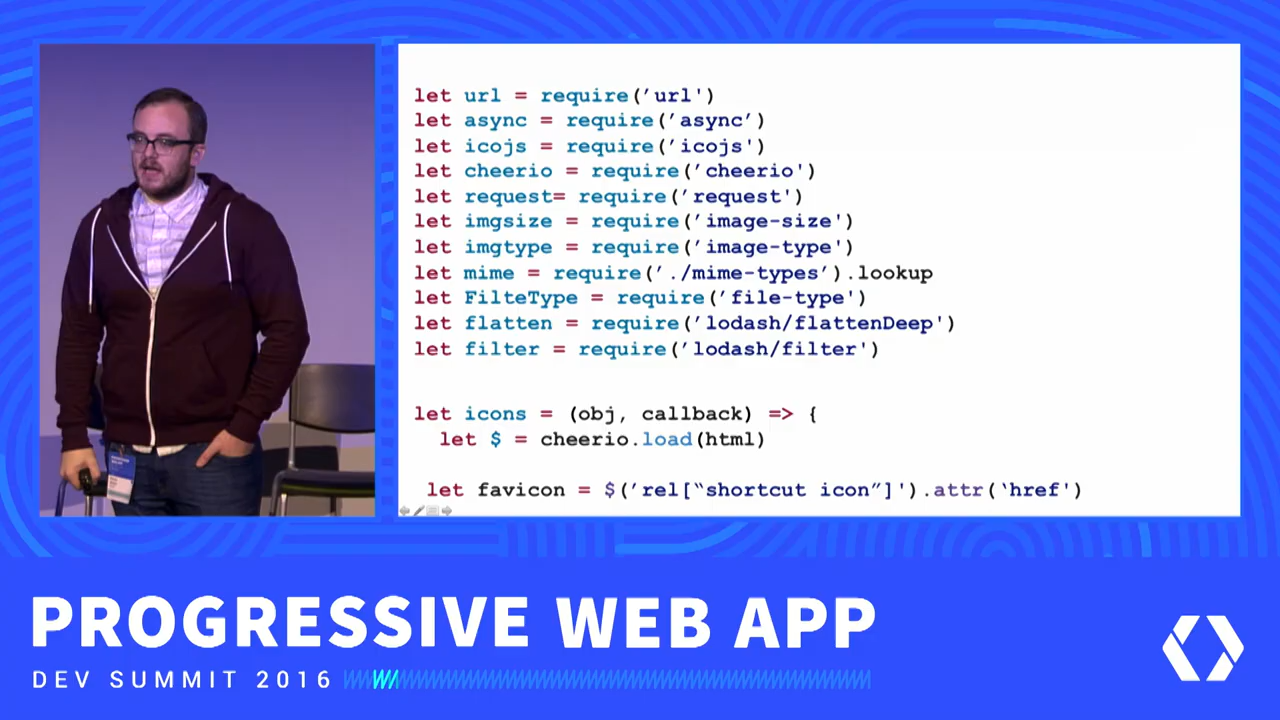 let url = require('url')
let async = require('async')
let icojs = require('icojs')
let cheerio = require('cheerio')
let request= require('request')
let imgsize = require('image-size')
let imgtype = require('image-type')
let mime = require('./mime-types').lookup
let FilteType = require('file-type')
let flatten = require('lodash/flattenDeep')
let filter = require('lodash/filter')
let icons = (obj, callback) => {
let $ = cheerio.load(html)
let favicon = $('rel[“shortcut icon”]').attr(‘href')
PROGRESSIVE WEB APP
DEV SUMMIT 2016